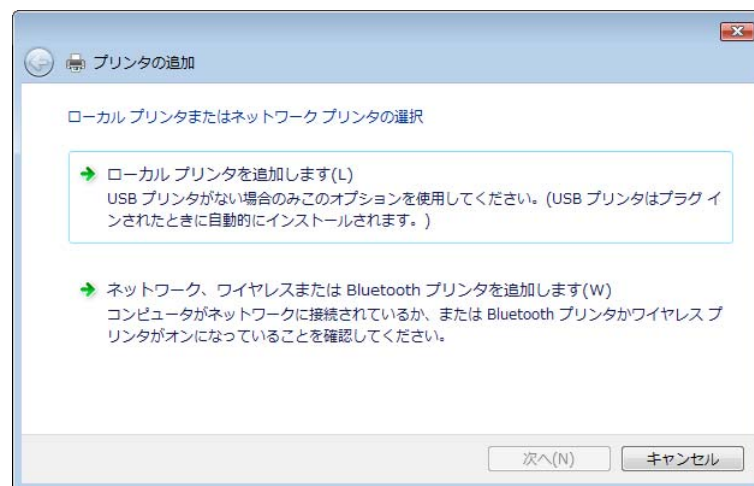 プリンタの追加
ローカル プリンタまたはネットワーク プリンタの選択
ローカル プリンタを追加します(L)
USB プリンタがない場合のみこのオプションを使用してください。(USB プリンタはプラグ イ
ンされたときに自動的にインストールされます。)
ネットワーク、ワイヤレスまたは Bluetooth プリンタを追加します(W)
コンピュータがネットワークに接続されているか、または Bluetooth プリンタかワイヤレス プ
リンタがオンになっていることを確認してください。
次へ(N)
キャンセル